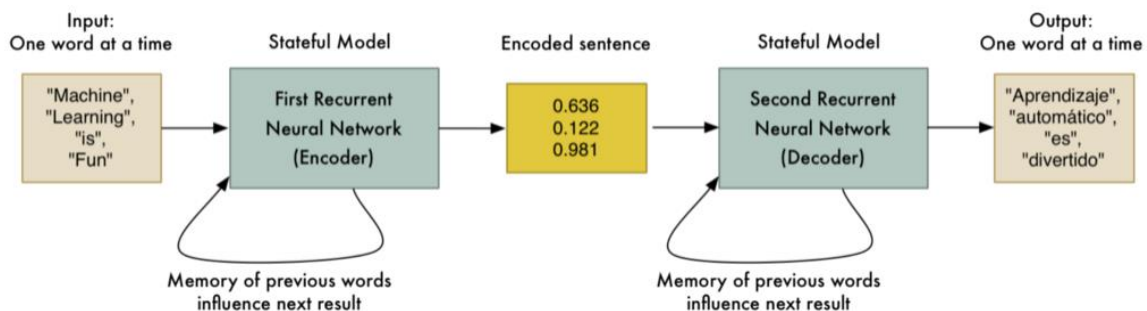 Input:
One word at a time
"Machine",
"Learning",
"is",
"Fun"
Stateful Model
First Recurrent
Neural Network
(Encoder)
Memory of previous words
influence next result
Encoded sentence
0.636
0.122
0.981
Stateful Model
Second Recurrent
Neural Network
(Decoder)
Memory of previous words
influence next result
Output:
One word at a time
"Aprendizaje",
"automático",
"es",
"divertido"